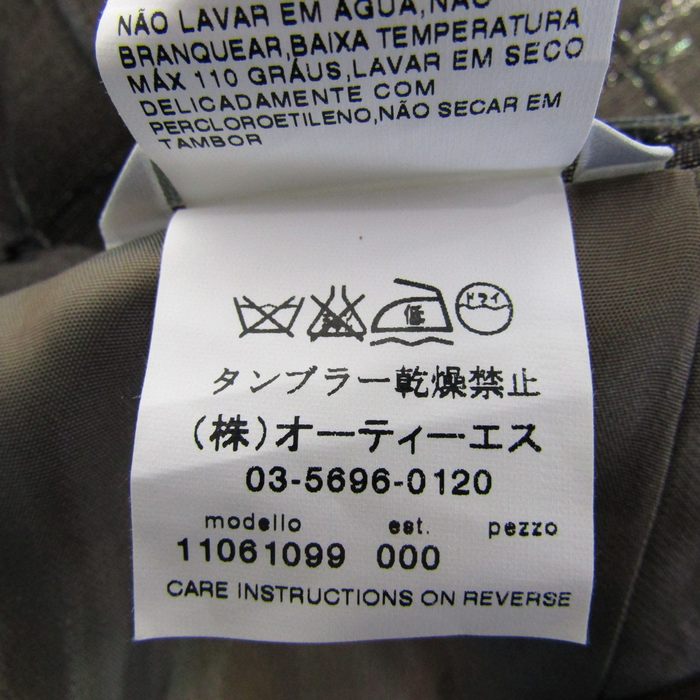 NÃO LAVAR EM ÁGUA,NÃO
BRANQUEAR,BAIXA TEMPERATURA
MÁX 110 GRÁUS,LAVAR EM SECO
DELICADAMENTE COM
PERCLOROETILENO,NÃO SECAR EM
TAMBOR
低 ドライ
タンブラー乾燥禁止
(株)オーティー・エス
03-5696-0120
modello est. pezzo
11061099 000
CARE INSTRUCTIONS ON REVERSE